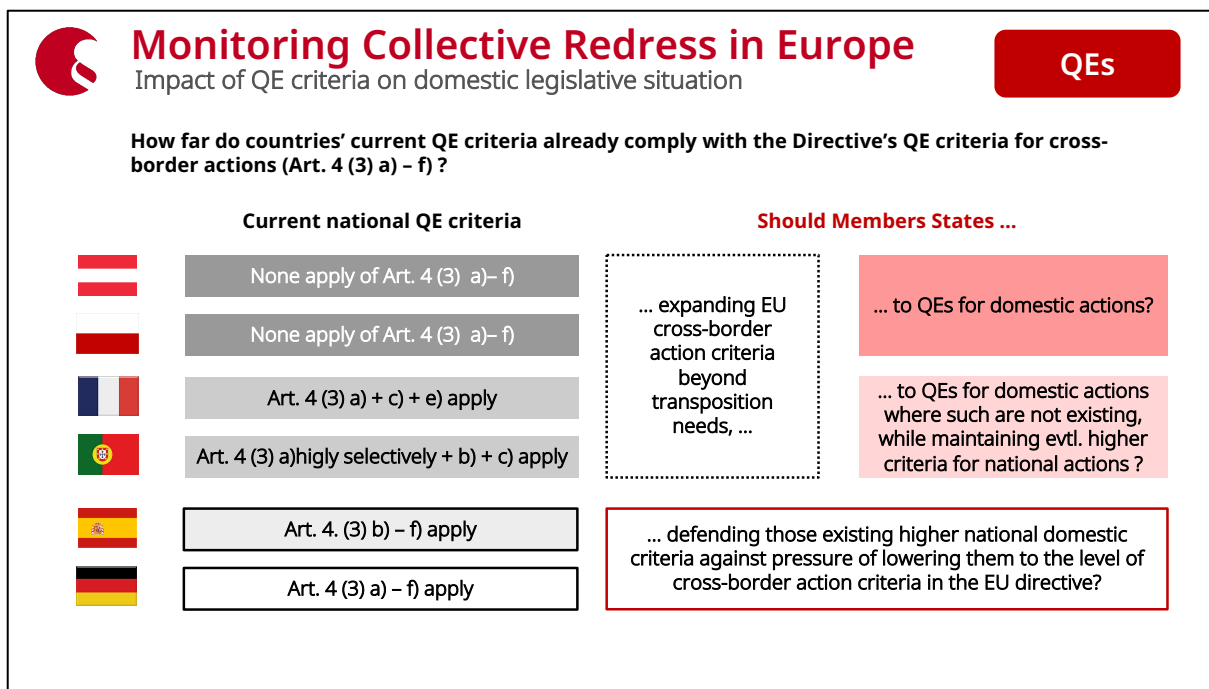 Monitoring Collective Redress in Europe
Impact of QE criteria on domestic legislative situation
QEs
How far do countries’ current QE criteria already comply with the Directive’s QE criteria for cross-
border actions (Art. 4 (3) a) – f) ?
Current national QE criteria
Should Members States …
None apply of Art. 4 (3) a)– f)
None apply of Art. 4 (3) a)– f)
Art. 4 (3) a) + c) + e) apply
Art. 4 (3) a)higly selectively + b) + c) apply
Art. 4. (3) b) – f) apply
Art. 4 (3) a) – f) apply
… expanding EU
cross-border
action criteria
beyond
transposition
needs, …
… to QEs for domestic actions?
… to QEs for domestic actions
where such are not existing,
while maintaining evtl. higher
criteria for national actions ?
… defending those existing higher national domestic
criteria against pressure of lowering them to the level of
cross-border action criteria in the EU directive?